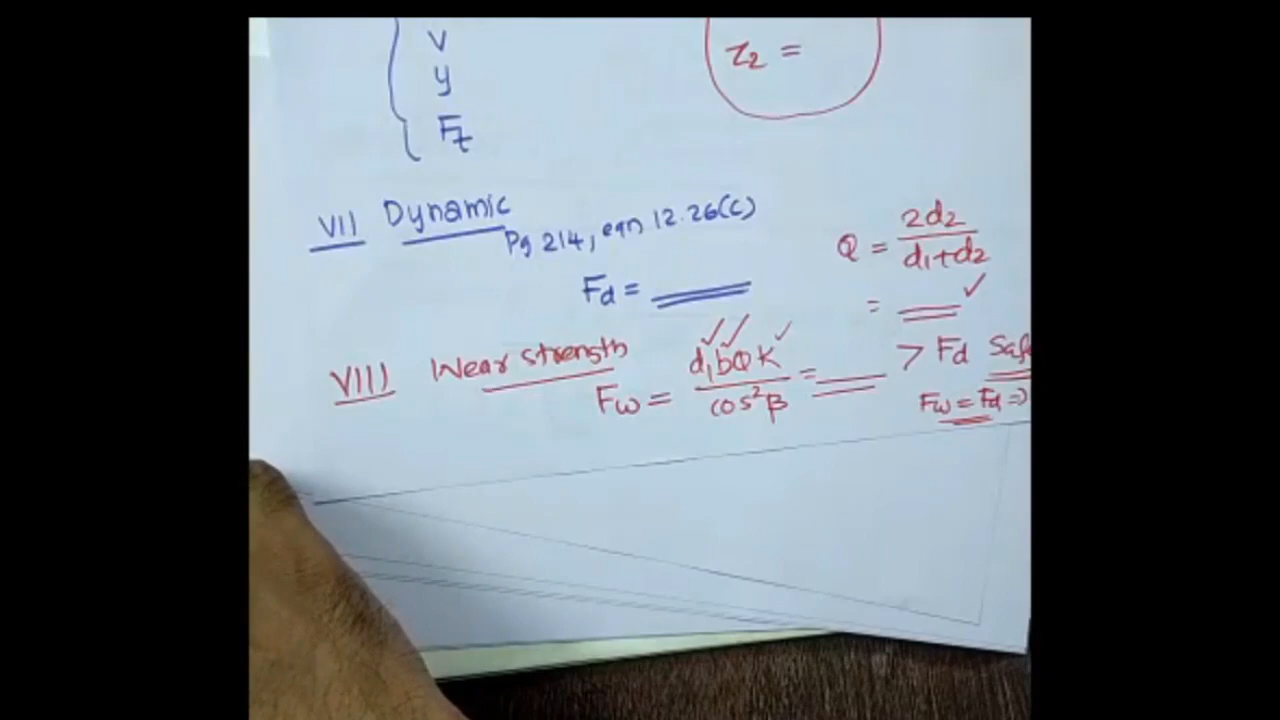 V
y
Ft
z2 =
VII Dynamic
Pg 214, eqn 12.26(c)
Fd =
Q = 2d2 / d1+d2
=
VIII Wear strength
Fw = d1bQK / cos²β = > Fd Safe
Fw = Fd ⇒